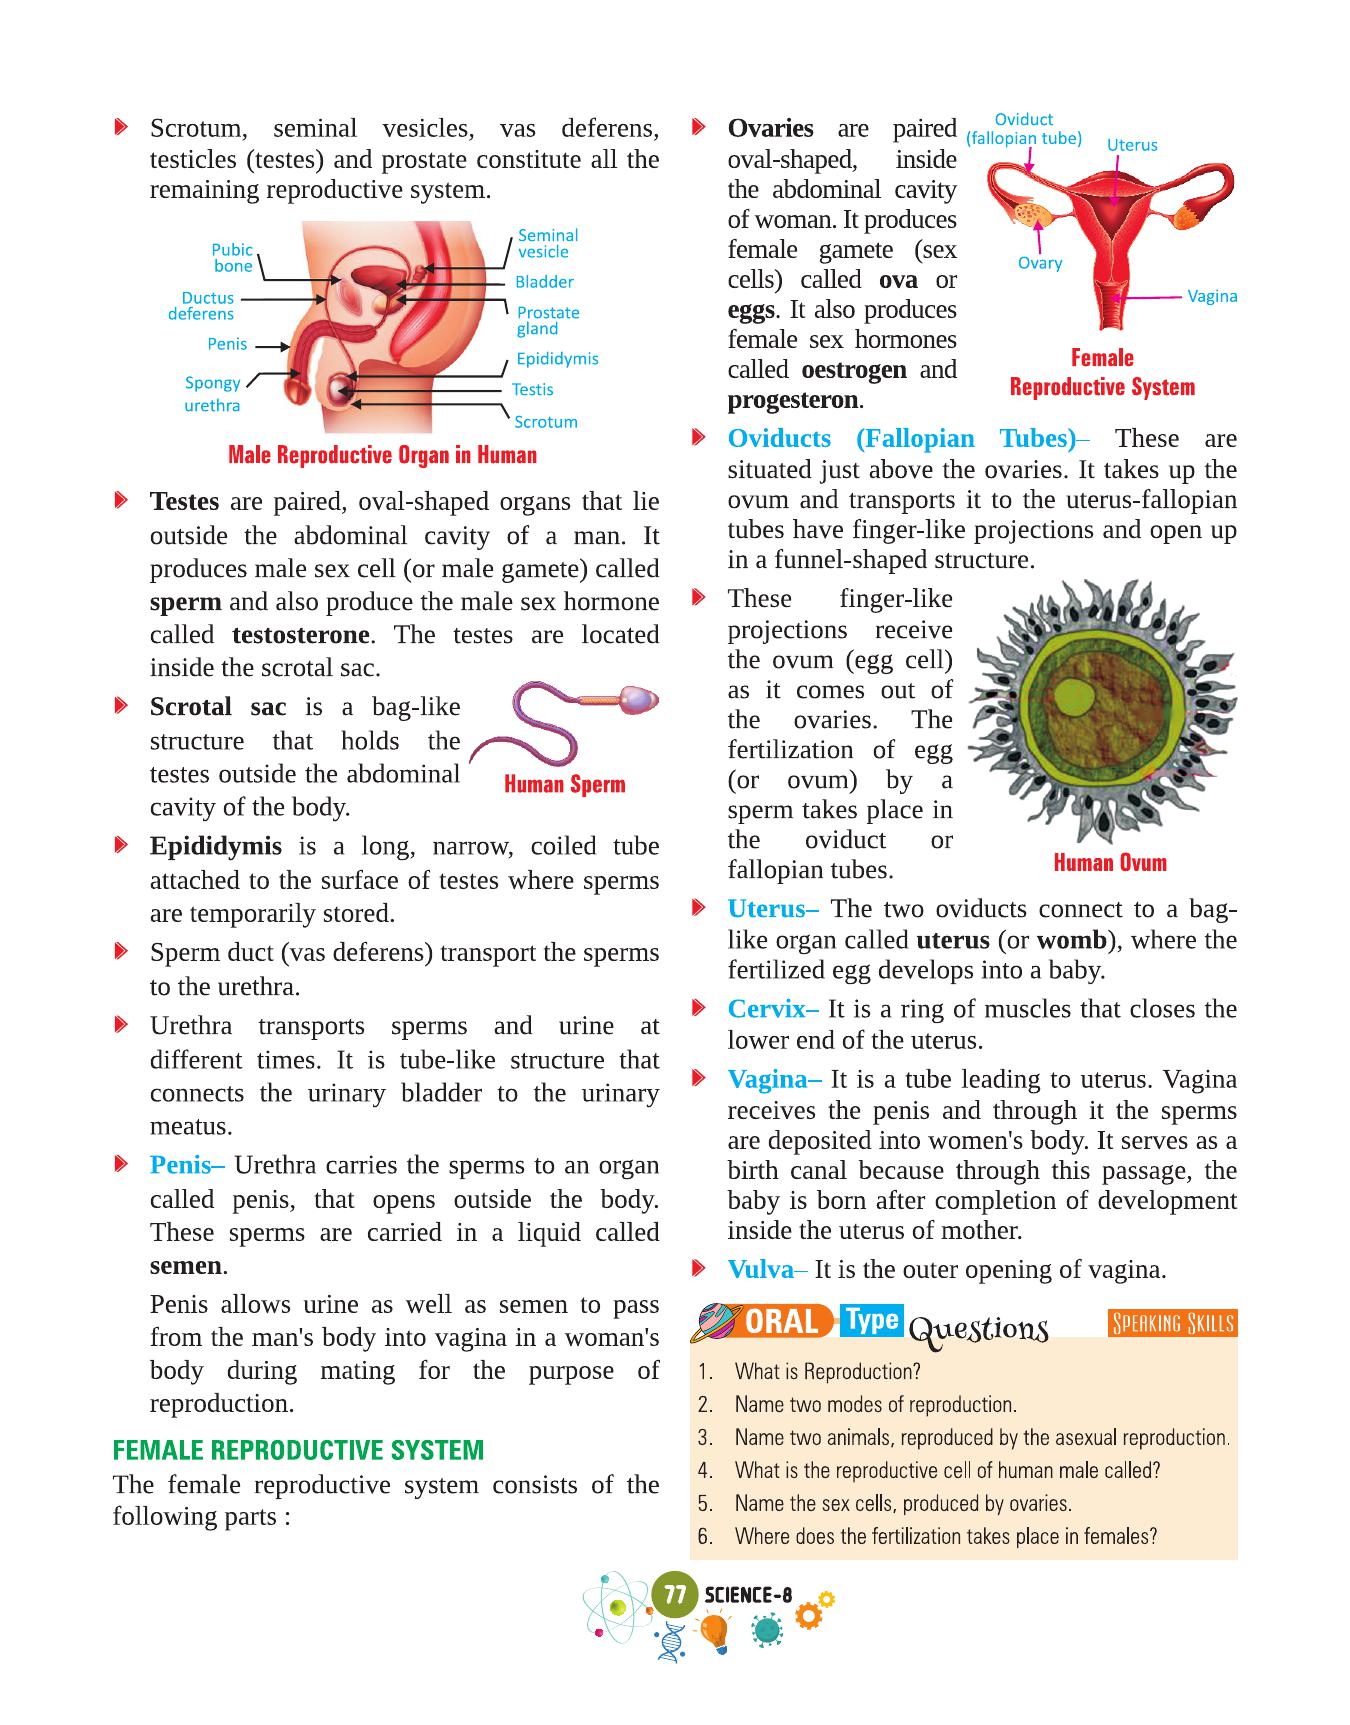 Scrotum, seminal vesicles, vas deferens,
testicles (testes) and prostate constitute all the
remaining reproductive system.
Pubic
bone
Ductus
deferens
Penis
Spongy
urethra
Seminal
vesicle
Bladder
Prostate
gland
Epididymis
Testis
Scrotum
Male Reproductive Organ in Human
Testes are paired, oval-shaped organs that lie
outside the abdominal cavity of a man. It
produces male sex cell (or male gamete) called
sperm and also produce the male sex hormone
called testosterone. The testes are located
inside the scrotal sac.
Scrotal sac is a bag-like
structure that holds the
testes outside the abdominal
cavity of the body.
Human Sperm
Epididymis is a long, narrow, coiled tube
attached to the surface of testes where sperms
are temporarily stored.
Sperm duct (vas deferens) transport the sperms
to the urethra.
Urethra transports sperms and urine at
different times. It is tube-like structure that
connects the urinary bladder to the urinary
meatus.
Penis– Urethra carries the sperms to an organ
called penis, that opens outside the body.
These sperms are carried in a liquid called
semen.
Penis allows urine as well as semen to pass
from the man's body into vagina in a woman's
body during mating for the purpose of
reproduction.
FEMALE REPRODUCTIVE SYSTEM
The female reproductive system consists of the
following parts :
Ovaries are paired
oval-shaped, inside
the abdominal cavity
of woman. It produces
female gamete (sex
cells) called ova or
eggs. It also produces
female sex hormones
called oestrogen and
progesteron.
Oviduct
(fallopian tube)
Uterus
Ovary
Vagina
Female
Reproductive System
Oviducts (Fallopian Tubes)– These are
situated just above the ovaries. It takes up the
ovum and transports it to the uterus-fallopian
tubes have finger-like projections and open up
in a funnel-shaped structure.
These finger-like
projections receive
the ovum (egg cell)
as it comes out of
the ovaries. The
fertilization of egg
(or ovum) by a
sperm takes place in
the oviduct or
fallopian tubes.
Human Ovum
Uterus– The two oviducts connect to a bag-
like organ called uterus (or womb), where the
fertilized egg develops into a baby.
Cervix– It is a ring of muscles that closes the
lower end of the uterus.
Vagina– It is a tube leading to uterus. Vagina
receives the penis and through it the sperms
are deposited into women's body. It serves as a
birth canal because through this passage, the
baby is born after completion of development
inside the uterus of mother.
Vulva– It is the outer opening of vagina.
ORAL Type Questions SPEAKING SKILLS
1. What is Reproduction?
2. Name two modes of reproduction.
3. Name two animals, reproduced by the asexual reproduction.
4. What is the reproductive cell of human male called?
5. Name the sex cells, produced by ovaries.
6. Where does the fertilization takes place in females?
77 SCIENCE-8